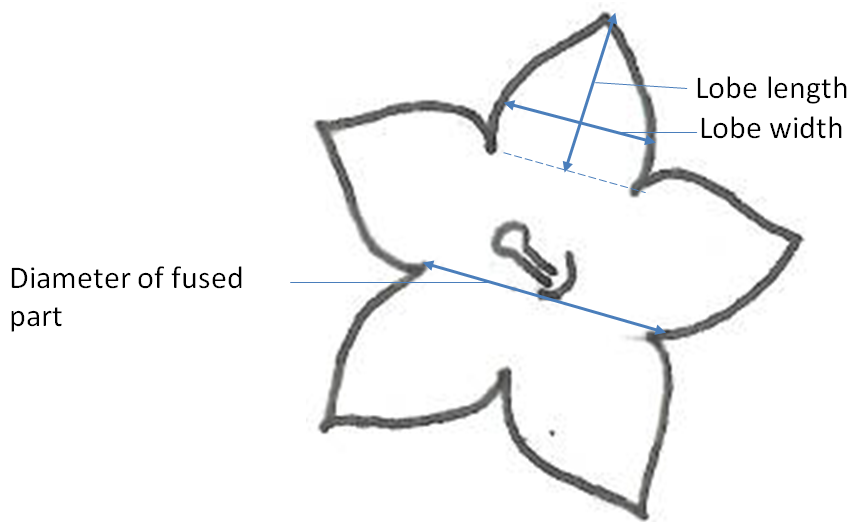 Lobe length
Lobe width
Diameter of fused
part